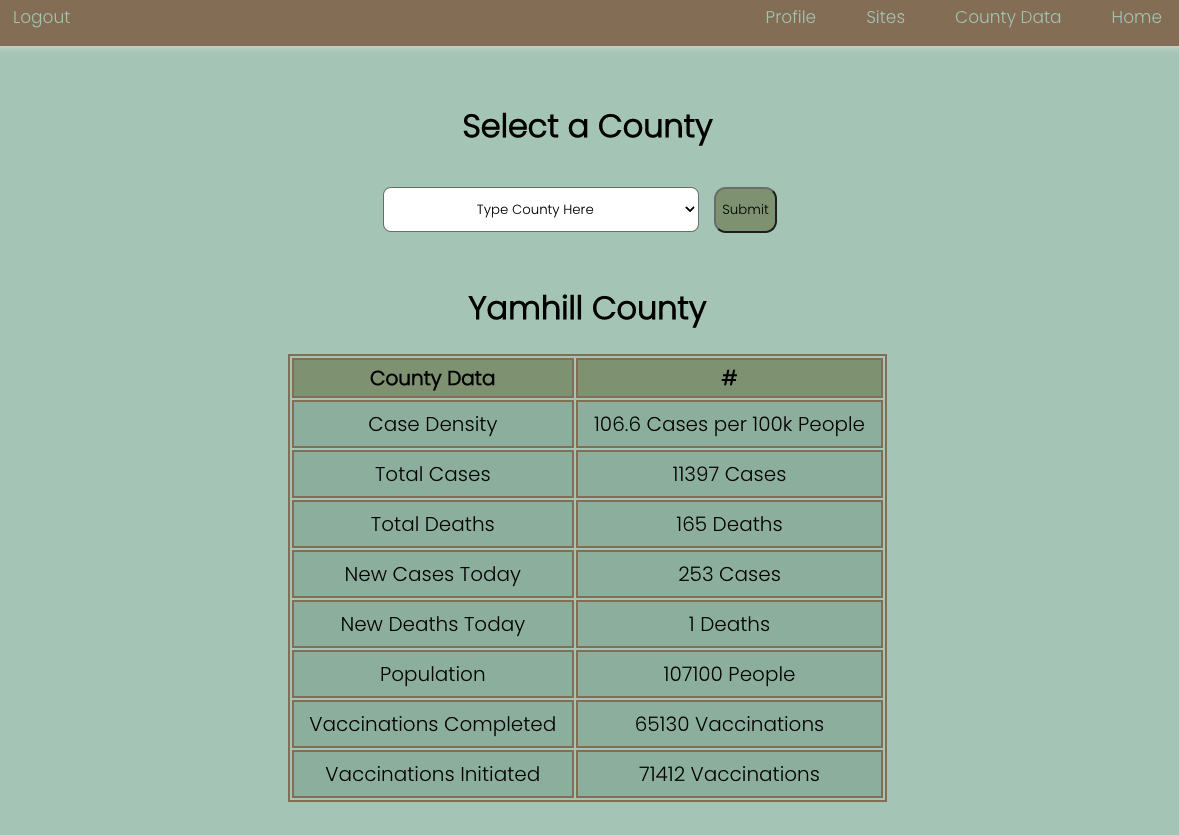 Logout Profile Sites County Data Home
Select a County
Type County Here Submit
Yamhill County
County Data #
Case Density 106.6 Cases per 100k People
Total Cases 11397 Cases
Total Deaths 165 Deaths
New Cases Today 253 Cases
New Deaths Today 1 Deaths
Population 107100 People
Vaccinations Completed 65130 Vaccinations
Vaccinations Initiated 71412 Vaccinations